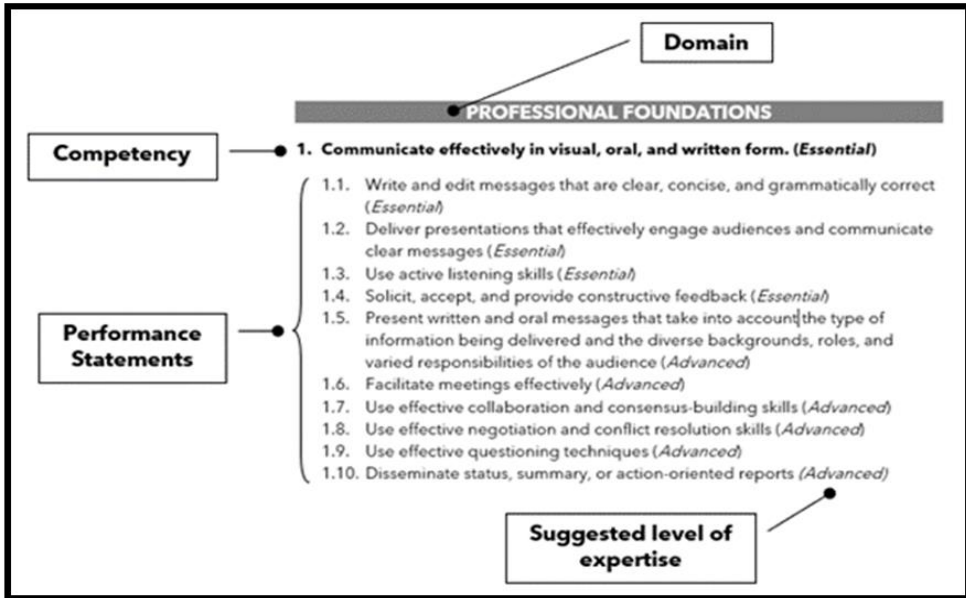 Domain
PROFESSIONAL FOUNDATIONS
Competency
1. Communicate effectively in visual, oral, and written form. (Essential)
1.1. Write and edit messages that are clear, concise, and grammatically correct
(Essential)
1.2. Deliver presentations that effectively engage audiences and communicate
clear messages (Essential)
1.3. Use active listening skills (Essential)
1.4. Solicit, accept, and provide constructive feedback (Essential)
Performance
Statements
1.5. Present written and oral messages that take into account the type of
information being delivered and the diverse backgrounds, roles, and
varied responsibilities of the audience (Advanced)
1.6. Facilitate meetings effectively (Advanced)
1.7. Use effective collaboration and consensus-building skills (Advanced)
1.8. Use effective negotiation and conflict resolution skills (Advanced)
1.9. Use effective questioning techniques (Advanced)
1.10. Disseminate status, summary, or action-oriented reports (Advanced)
Suggested level of
expertise